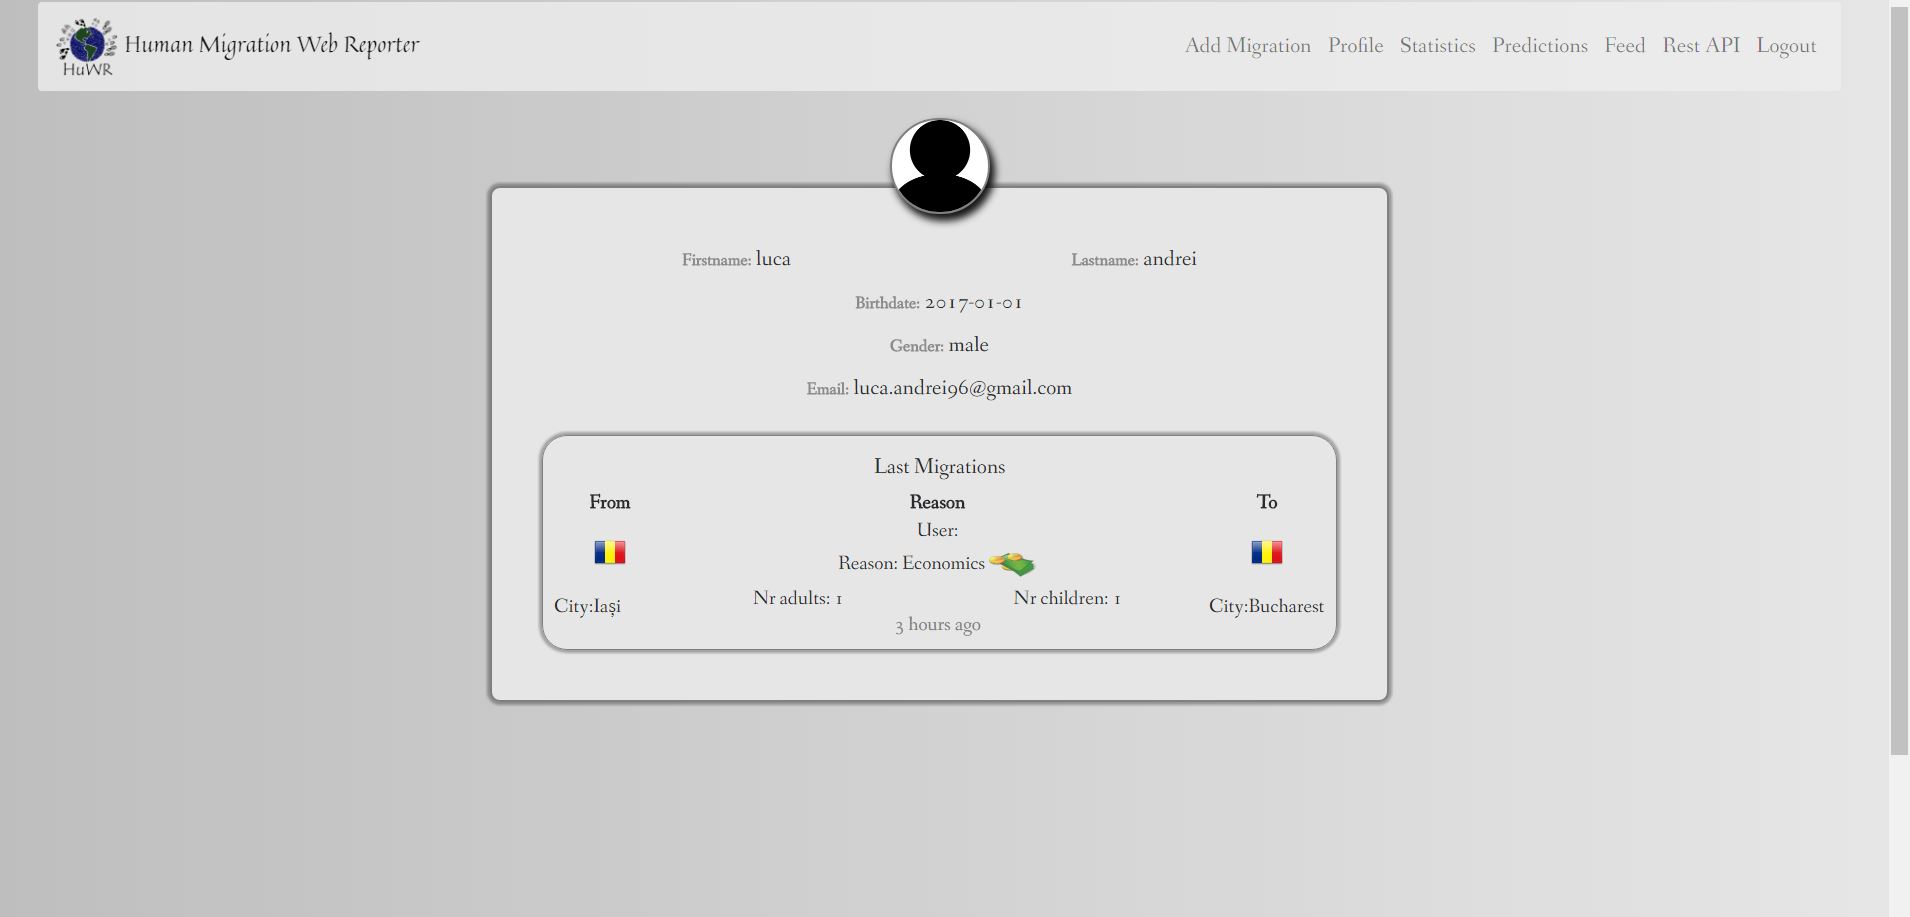 Human Migration Web Reporter
HuWR
Add Migration Profile Statistics Predictions Feed Rest API Logout
Firstname: luca Lastname: andrei
Birthdate: 2017-01-01
Gender: male
Email: luca.andrei96@gmail.com
Last Migrations
From Reason To
User:
Reason: Economics
Nr adults: 1 Nr children: 1
City:Iași City:Bucharest
3 hours ago